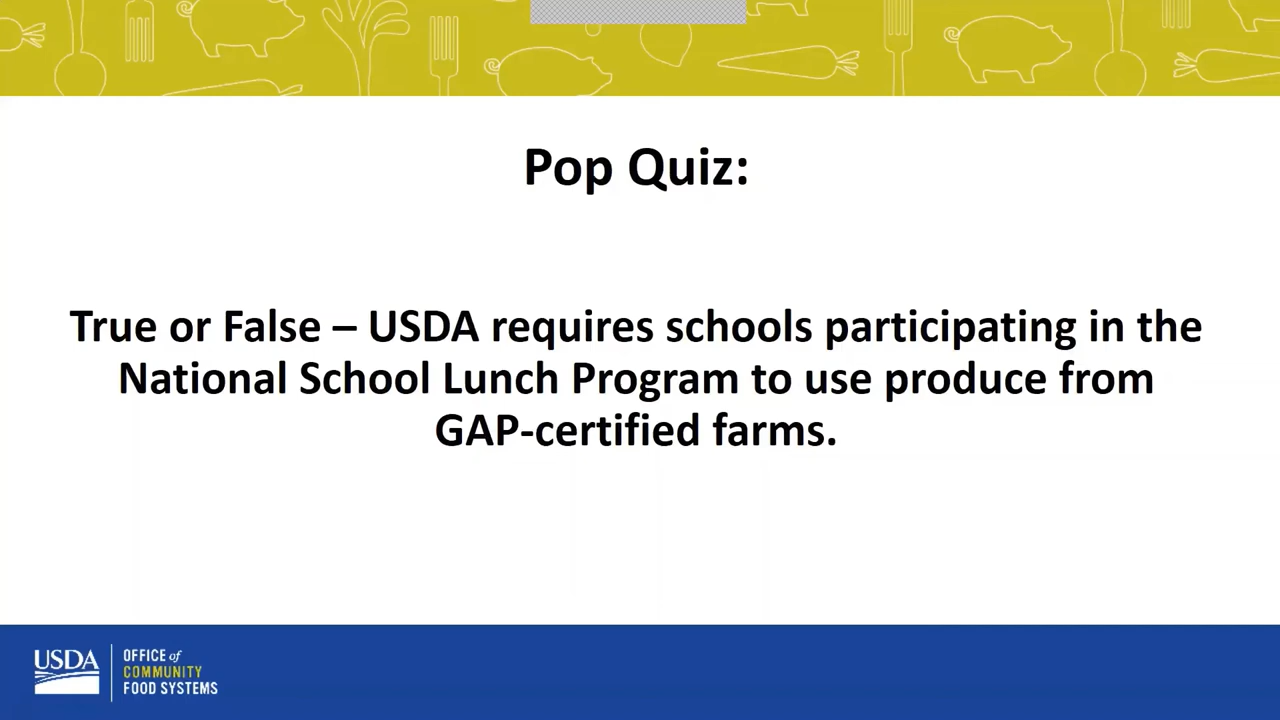 Pop Quiz:
True or False – USDA requires schools participating in the
National School Lunch Program to use produce from
GAP-certified farms.
USDA
OFFICE of
COMMUNITY
FOOD SYSTEMS